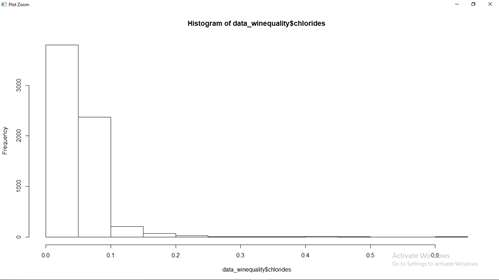 Plot Zoom
Histogram of data_winequality$chlorides
Frequency
3000
2000
1000
0
0.0 0.1 0.2 0.3 0.4 0.5 0.6
data_winequality$chlorides
Activate Windows
Go to Settings to activate Windows.